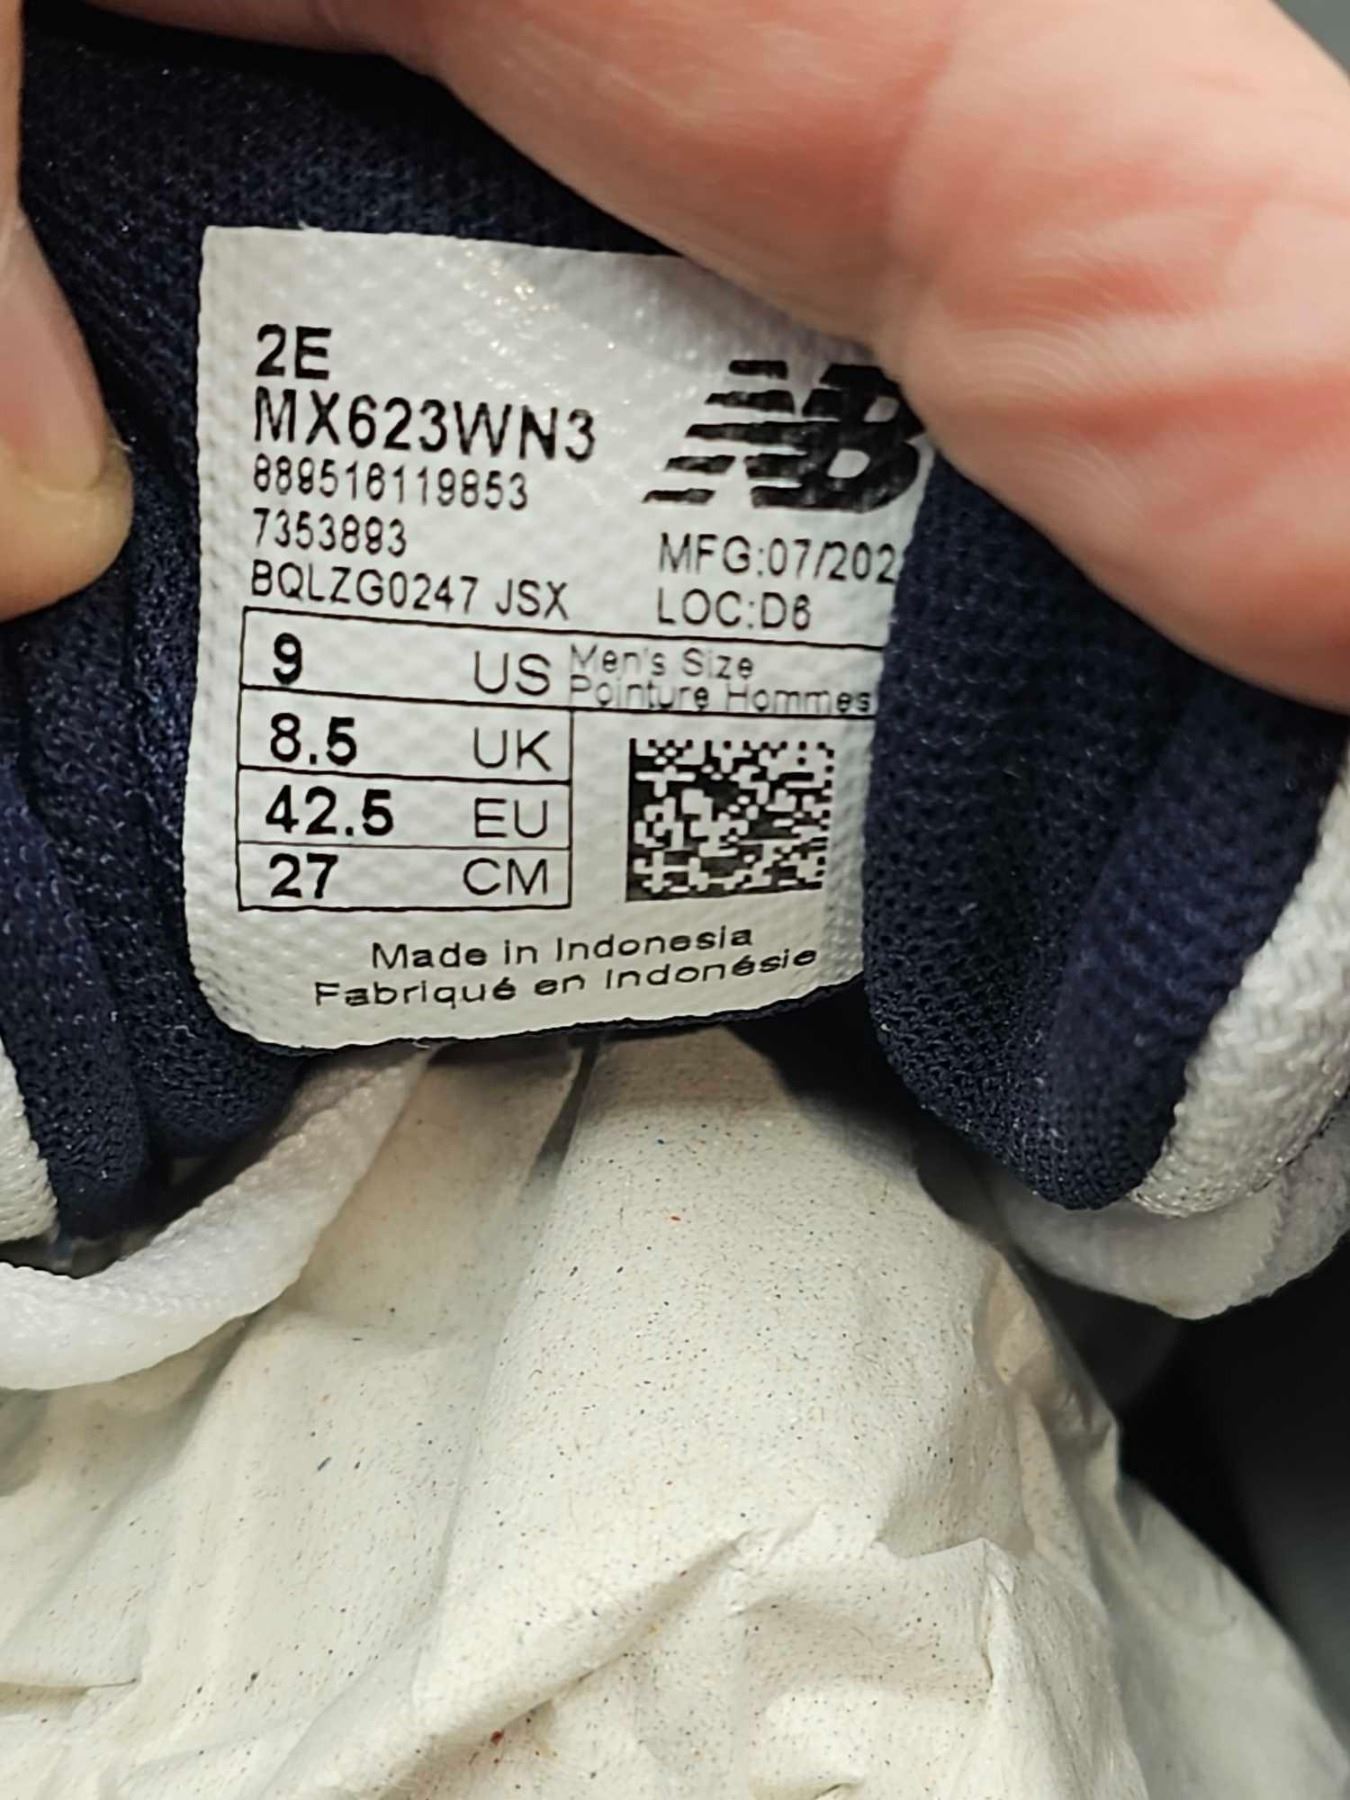 2E
MX623WN3
889516119853
7353893
BQLZG0247 JSX
NB
MFG:07/202
LOC:D6
9 US Men's Size
Pointure Hommes
8.5 UK
42.5 EU
27 CM
Made in Indonesia
Fabriqué en Indonésie